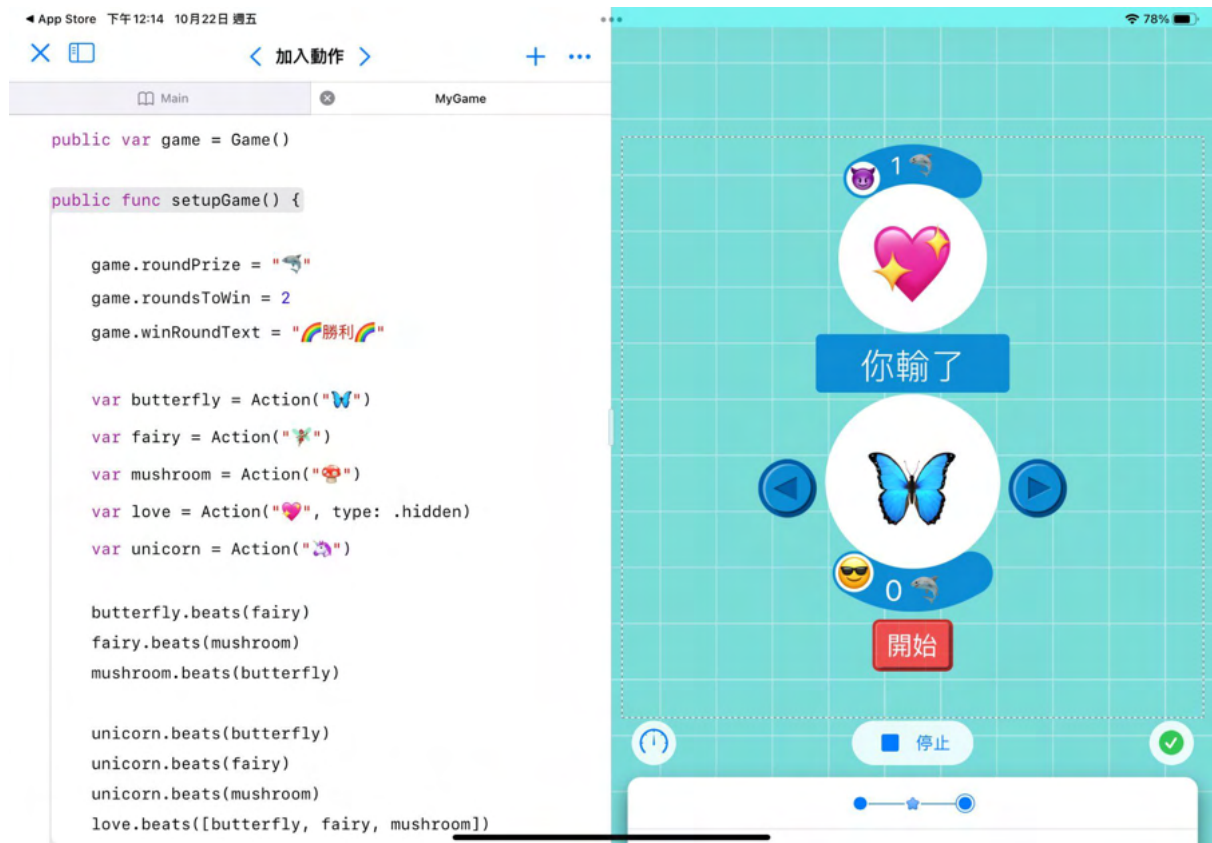 ◀ App Store 下午12:14 10月22日 週五
78%
加入動作
Main
MyGame
public var game = Game()
public func setupGame() {
game.roundPrize = "🐬"
game.roundsToWin = 2
game.winRoundText = "🌈勝利🌈"
var butterfly = Action("🦋")
var fairy = Action("🧚")
var mushroom = Action("🍄")
var love = Action("💖", type: .hidden)
var unicorn = Action("🦄")
butterfly.beats(fairy)
fairy.beats(mushroom)
mushroom.beats(butterfly)
unicorn.beats(butterfly)
unicorn.beats(fairy)
unicorn.beats(mushroom)
love.beats([butterfly, fairy, mushroom])
1
你輸了
0
開始
停止